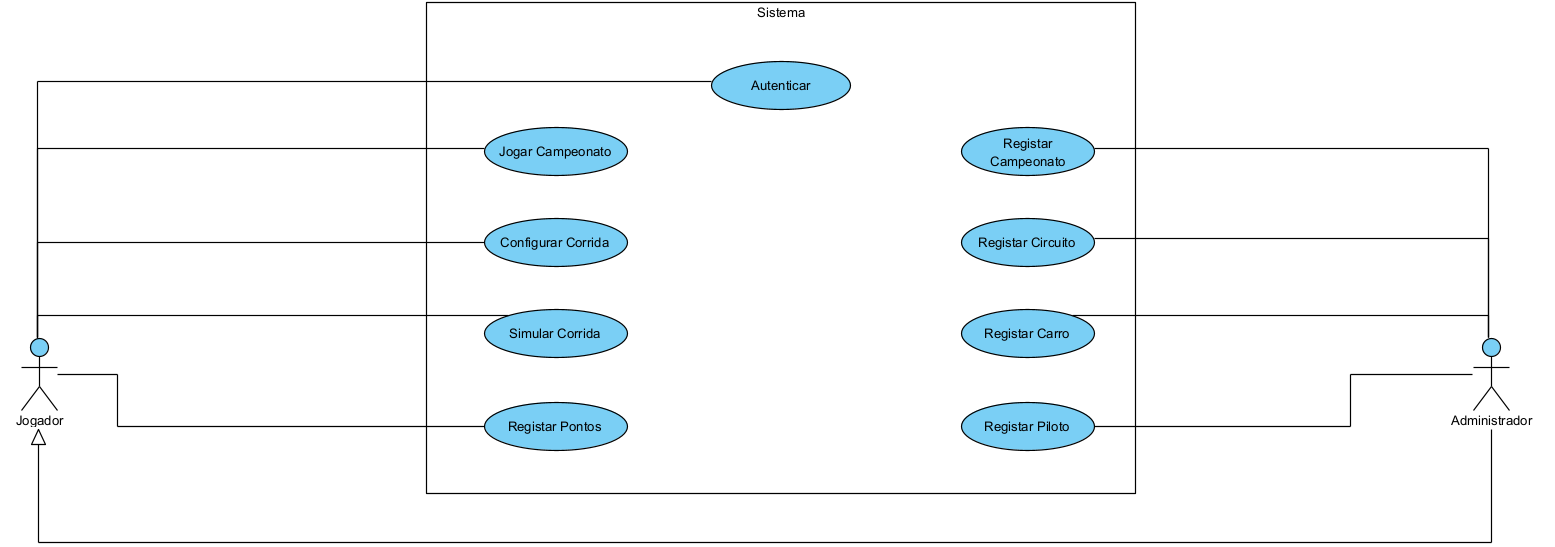 Sistema
Autenticar
Jogar Campeonato
Registar
Campeonato
Configurar Corrida
Registar Circuito
Simular Corrida
Registar Carro
Jogador
Administrador
Registar Pontos
Registar Piloto